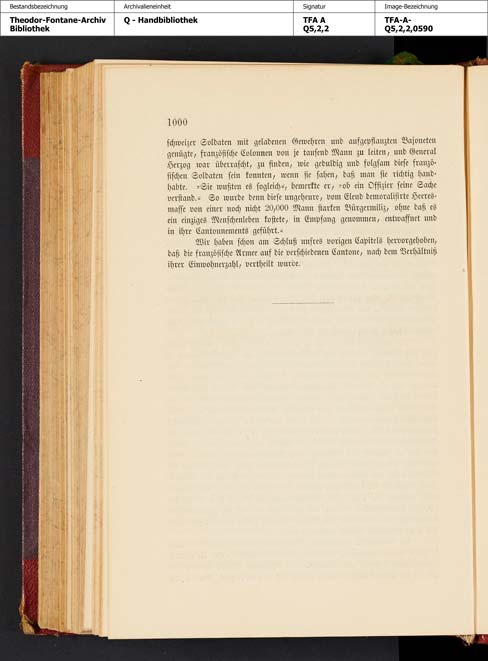 Bestandsbezeichnung Archivalieneinheit Signatur Image-Bezeichnung
Theodor-Fontane-Archiv Q - Handbibliothek TFA A TFA-A-
Bibliothek Q5,2,2 Q5,2,2,0590
1000
ſchweizer Soldaten mit geladenen Gewehren und aufgepflanzten Bajoneten
genügte, franzöſiſche Colonnen von je tauſend Mann zu leiten, und General
Herzog war überraſcht, zu finden, wie geduldig und folgſam dieſe franzö-
ſiſchen Soldaten ſein konnten, wenn ſie ſahen, daß man ſie richtig hand-
habte. »Sie wußten es ſogleich«, bemerkte er, »ob ein Offizier ſeine Sache
verſtand.« So wurde denn dieſe ungeheure, vom Elend demoraliſirte Heeres-
maſſe von einer noch nicht 20,000 Mann ſtarken Bürgermiliz, ohne daß es
ein einziges Menſchenleben koſtete, in Empfang genommen, entwaffnet und
in ihre Cantonnements geführt.«
Wir haben ſchon am Schluß unſres vorigen Capitels hervorgehoben,
daß die franzöſiſche Armee auf die verſchiedenen Cantone, nach dem Verhältniß
ihrer Einwohnerzahl, vertheilt wurde.